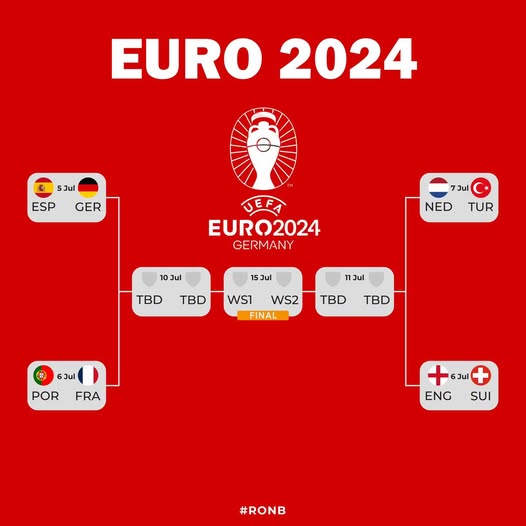 EURO 2024
UEFA
EURO2024
GERMANY
5 Jul
ESP GER
7 Jul
NED TUR
10 Jul
TBD TBD
15 Jul
WS1 WS2
FINAL
11 Jul
TBD TBD
6 Jul
POR FRA
6 Jul
ENG SUI
#RONB